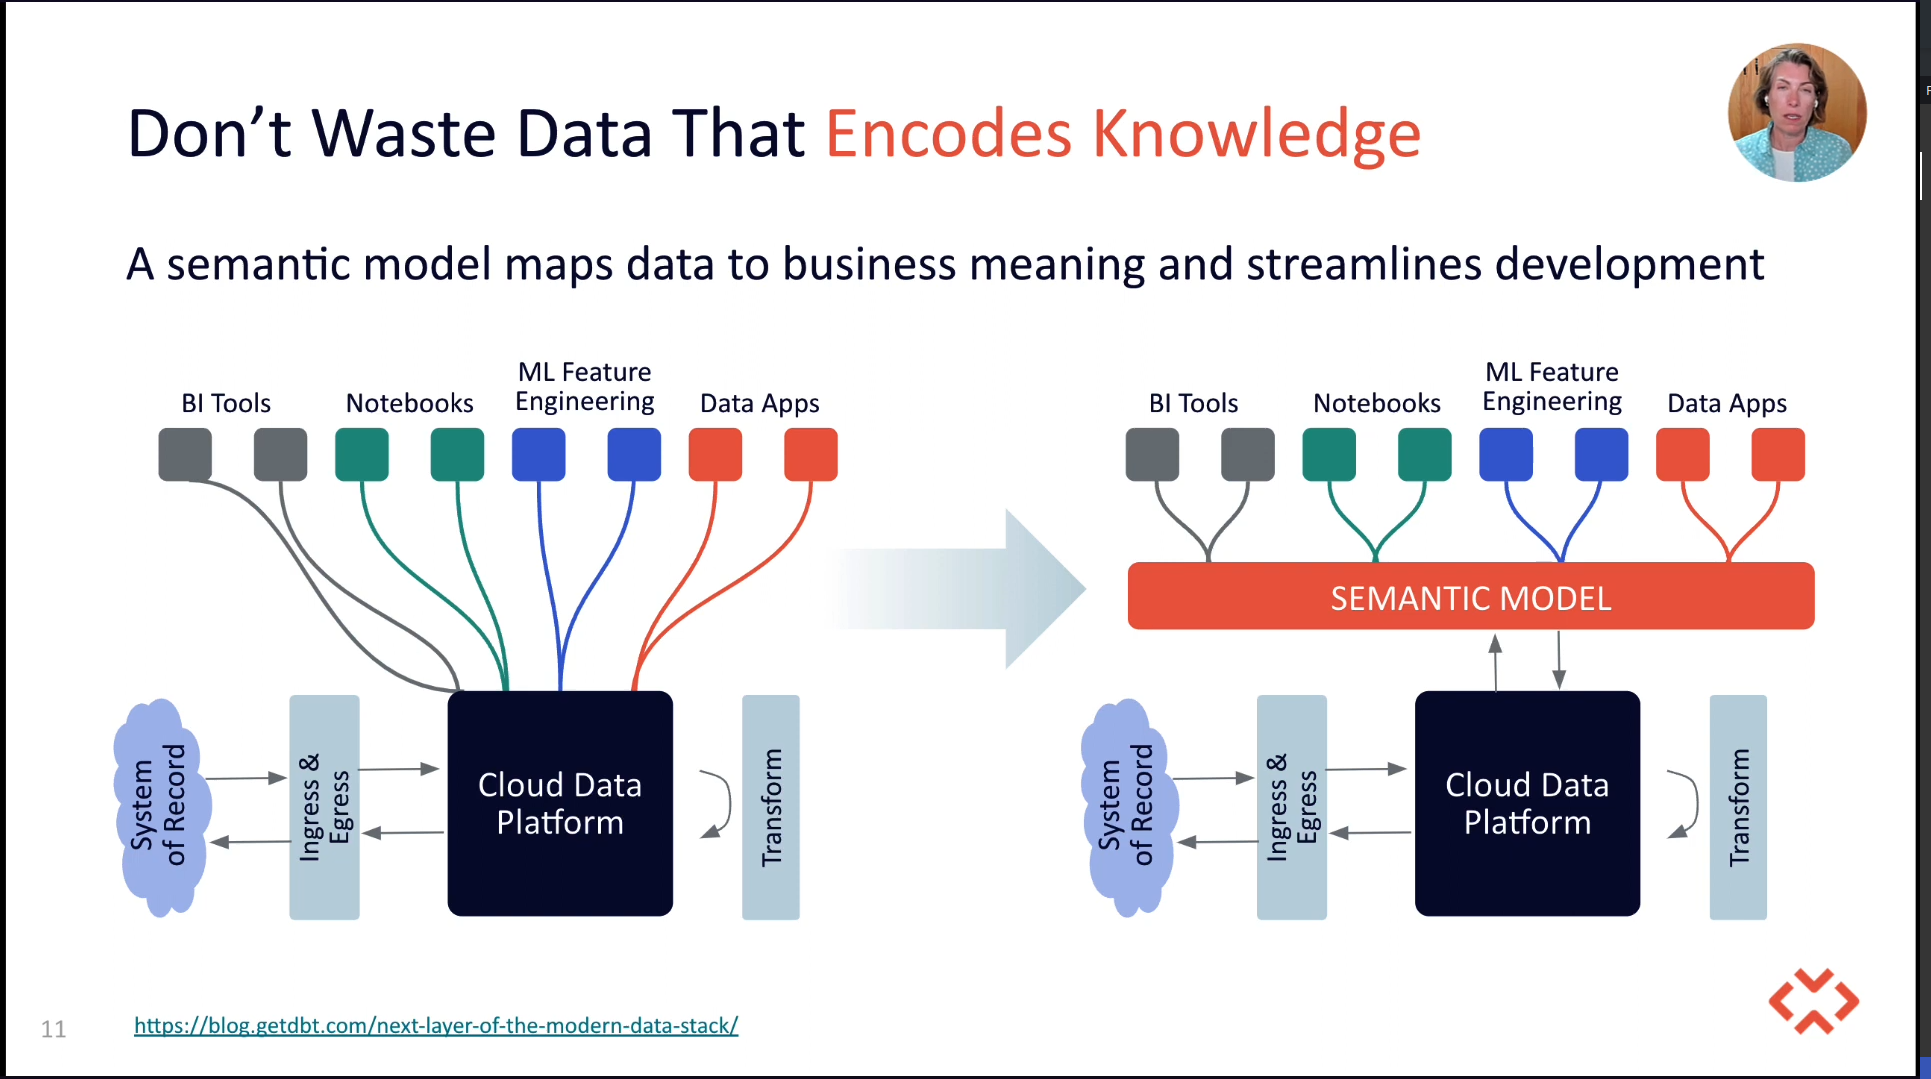 Don't Waste Data That Encodes Knowledge
A semantic model maps data to business meaning and streamlines development
BI Tools
Notebooks
ML Feature
Engineering
Data Apps
System
of Record
Ingress &
Egress
Cloud Data
Platform
Transform
BI Tools
Notebooks
ML Feature
Engineering
Data Apps
SEMANTIC MODEL
System
of Record
Ingress &
Egress
Cloud Data
Platform
Transform
11
https://blog.getdbt.com/next-layer-of-the-modern-data-stack/